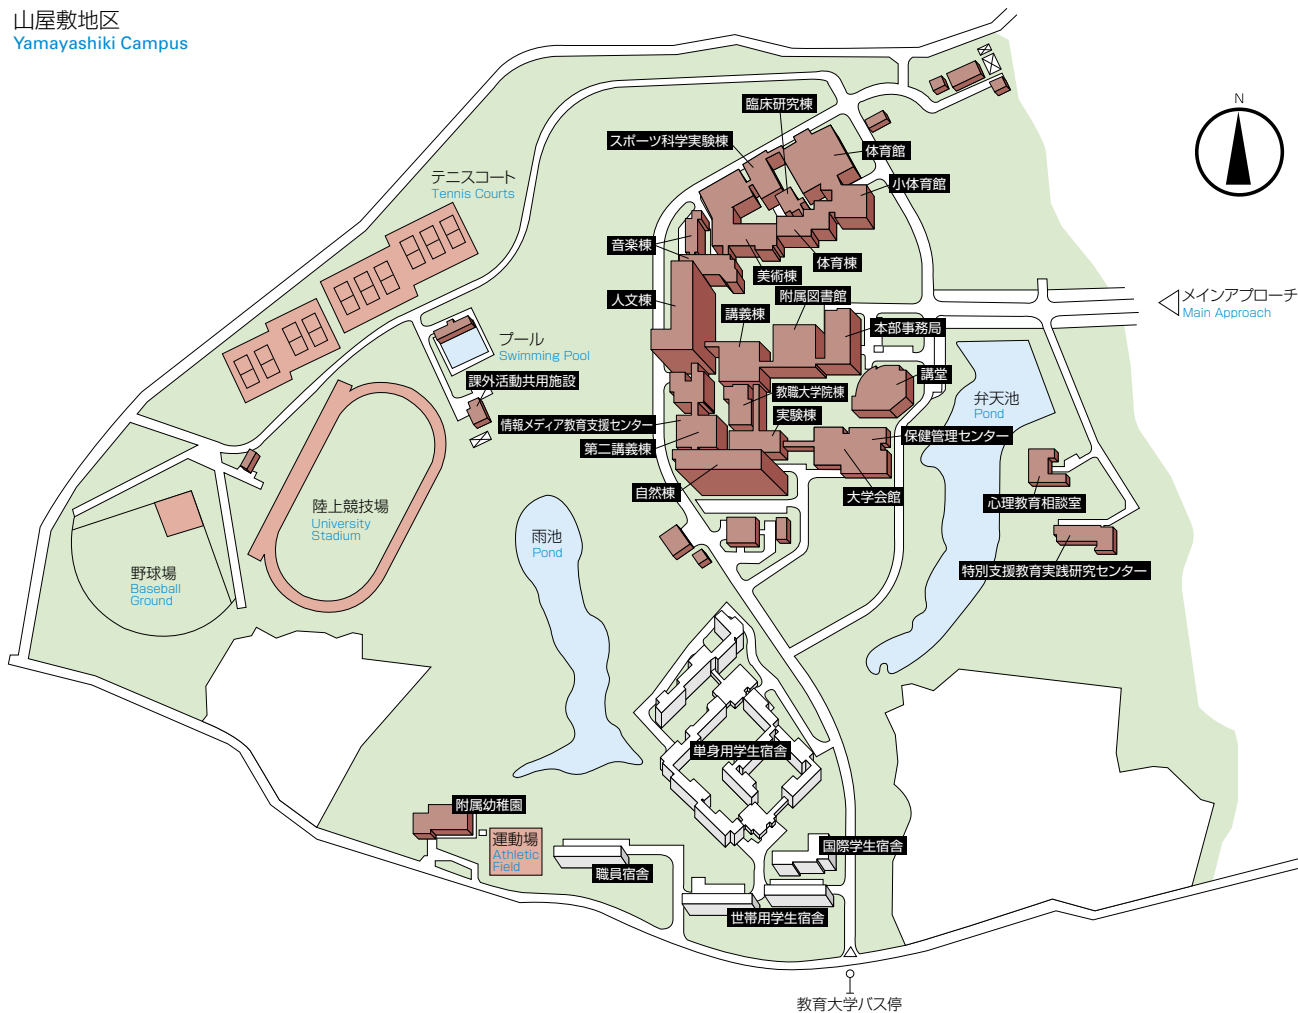 山屋敷地区
Yamayashiki Campus
N
臨床研究棟
スポーツ科学実験棟
体育館
テニスコート
Tennis Courts
小体育館
音楽棟
体育棟
美術棟
人文棟
附属図書館
メインアプローチ
Main Approach
講義棟
本部事務局
プール
Swimming Pool
講堂
課外活動共用施設
教職大学院棟
弁天池
Pond
実験棟
情報メディア教育支援センター
保健管理センター
第二講義棟
自然棟
大学会館
心理教育相談室
陸上競技場
University
Stadium
雨池
Pond
特別支援教育実践研究センター
野球場
Baseball
Ground
単身用学生宿舎
附属幼稚園
運動場
Athletic
Field
国際学生宿舎
職員宿舎
世帯用学生宿舎
教育大学バス停